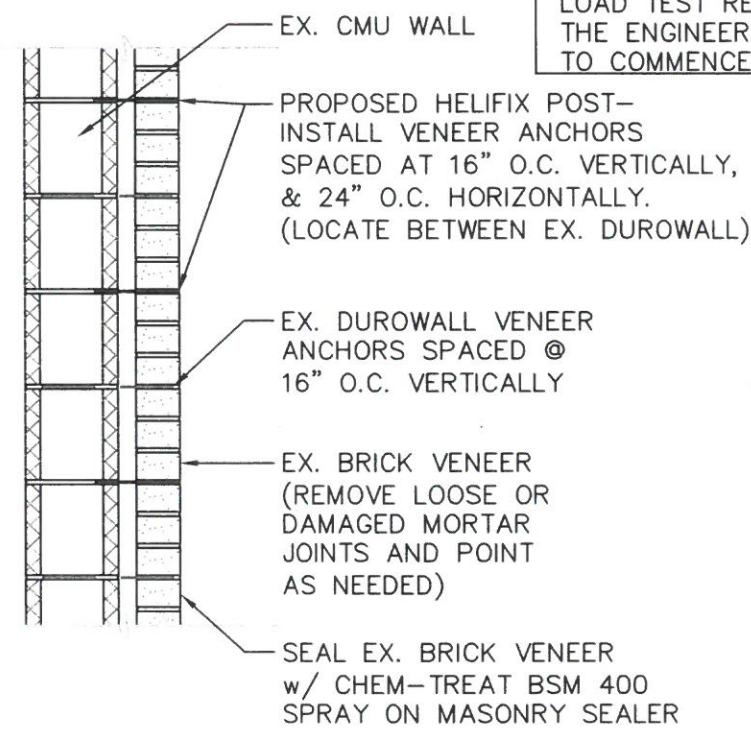 LOAD TEST RE
THE ENGINEER
TO COMMENCE
EX. CMU WALL
PROPOSED HELIFIX POST-
INSTALL VENEER ANCHORS
SPACED AT 16" O.C. VERTICALLY,
& 24" O.C. HORIZONTALLY.
(LOCATE BETWEEN EX. DUROWALL)
EX. DUROWALL VENEER
ANCHORS SPACED @
16" O.C. VERTICALLY
EX. BRICK VENEER
(REMOVE LOOSE OR
DAMAGED MORTAR
JOINTS AND POINT
AS NEEDED)
SEAL EX. BRICK VENEER
w/ CHEM-TREAT BSM 400
SPRAY ON MASONRY SEALER